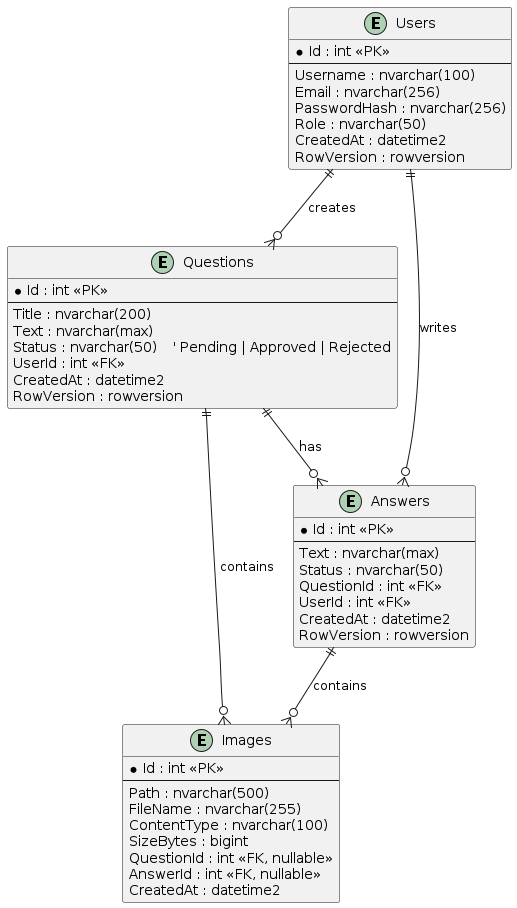 E Users
Id : int «PK»
Username : nvarchar(100)
Email : nvarchar(256)
PasswordHash : nvarchar(256)
Role : nvarchar(50)
CreatedAt : datetime2
RowVersion : rowversion
creates
E Questions
Id : int «PK»
Title : nvarchar(200)
Text : nvarchar(max)
Status : nvarchar(50) ' Pending | Approved | Rejected
UserId : int «FK»
CreatedAt : datetime2
RowVersion : rowversion
writes
has
E Answers
Id : int «PK»
Text : nvarchar(max)
Status : nvarchar(50)
QuestionId : int «FK»
UserId : int «FK»
CreatedAt : datetime2
RowVersion : rowversion
contains
contains
E Images
Id : int «PK»
Path : nvarchar(500)
FileName : nvarchar(255)
ContentType : nvarchar(100)
SizeBytes : bigint
QuestionId : int «FK, nullable»
AnswerId : int «FK, nullable»
CreatedAt : datetime2